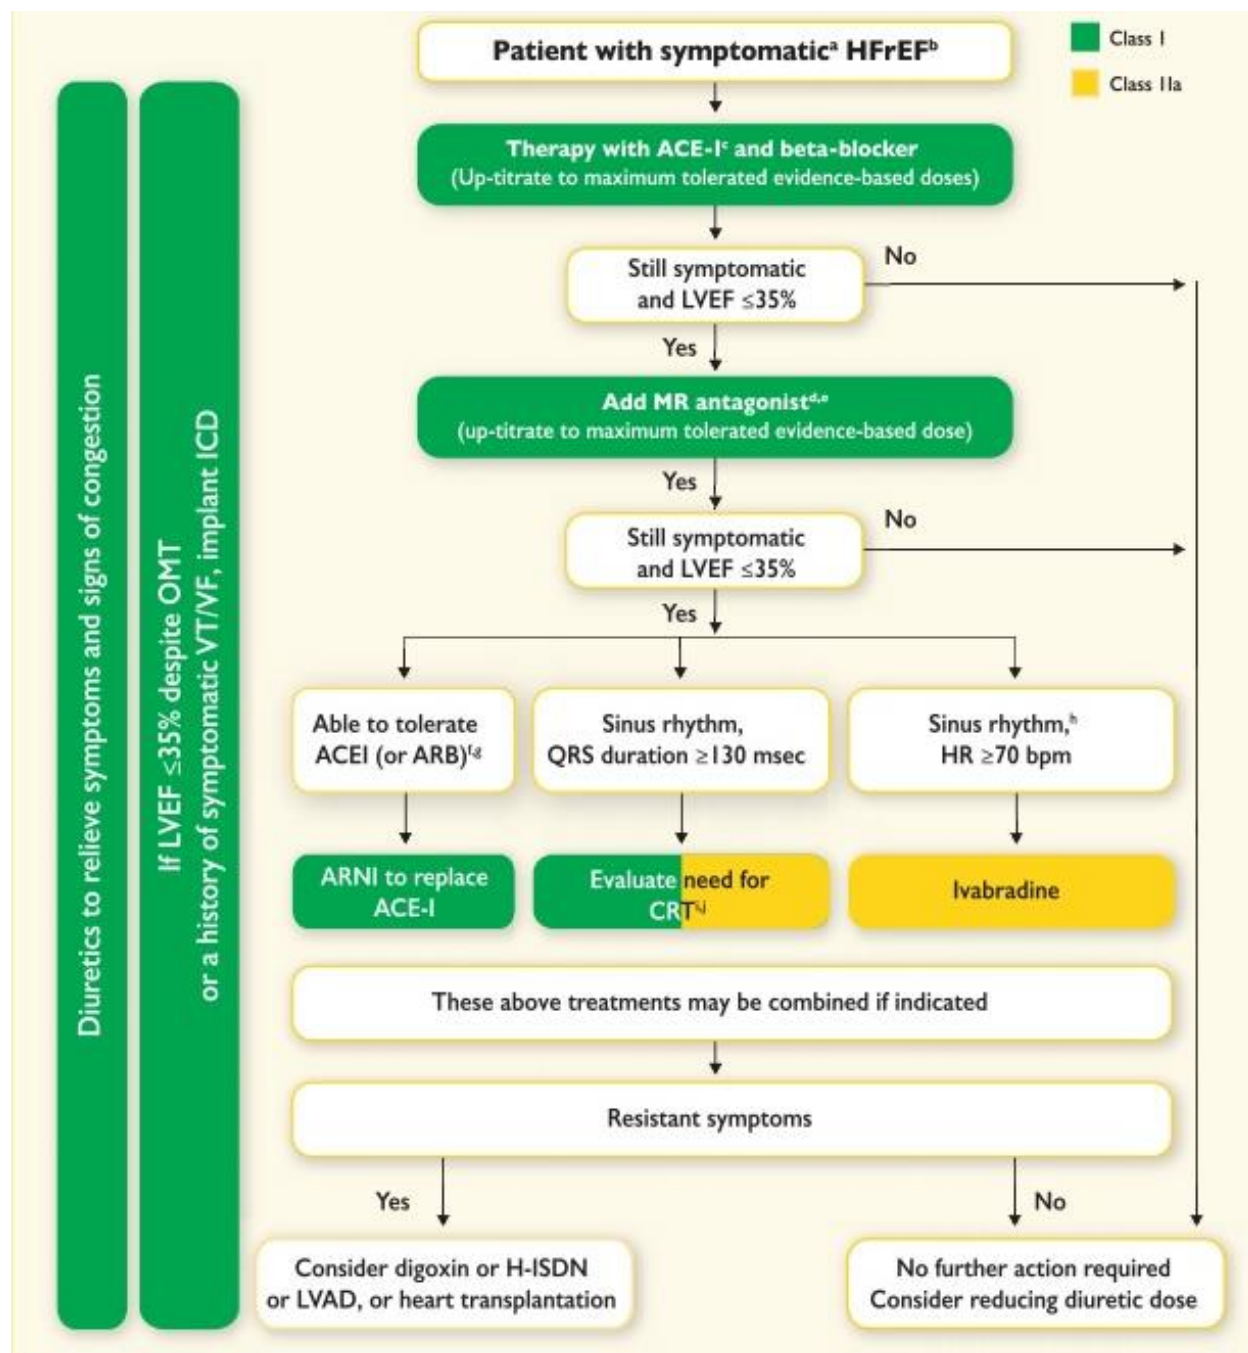 Patient with symptomaticᵃ HFrEFᵇ
Class I
Class IIa
Therapy with ACE-Iᶜ and beta-blocker
(Up-titrate to maximum tolerated evidence-based doses)
Still symptomatic
and LVEF ≤35%
No
Yes
Add MR antagonistᵈ,ᵉ
(up-titrate to maximum tolerated evidence-based dose)
Yes
Still symptomatic
and LVEF ≤35%
No
Yes
Able to tolerate
ACEI (or ARB)ᶠ,ᵍ
Sinus rhythm,
QRS duration ≥130 msec
Sinus rhythm,ʰ
HR ≥70 bpm
ARNI to replace
ACE-I
Evaluate need for
CRTⁱ,ʲ
Ivabradine
These above treatments may be combined if indicated
Resistant symptoms
Yes
No
Consider digoxin or H-ISDN
or LVAD, or heart transplantation
No further action required
Consider reducing diuretic dose
Diuretics to relieve symptoms and signs of congestion
If LVEF ≤35% despite OMT
or a history of symptomatic VT/VF, implant ICD